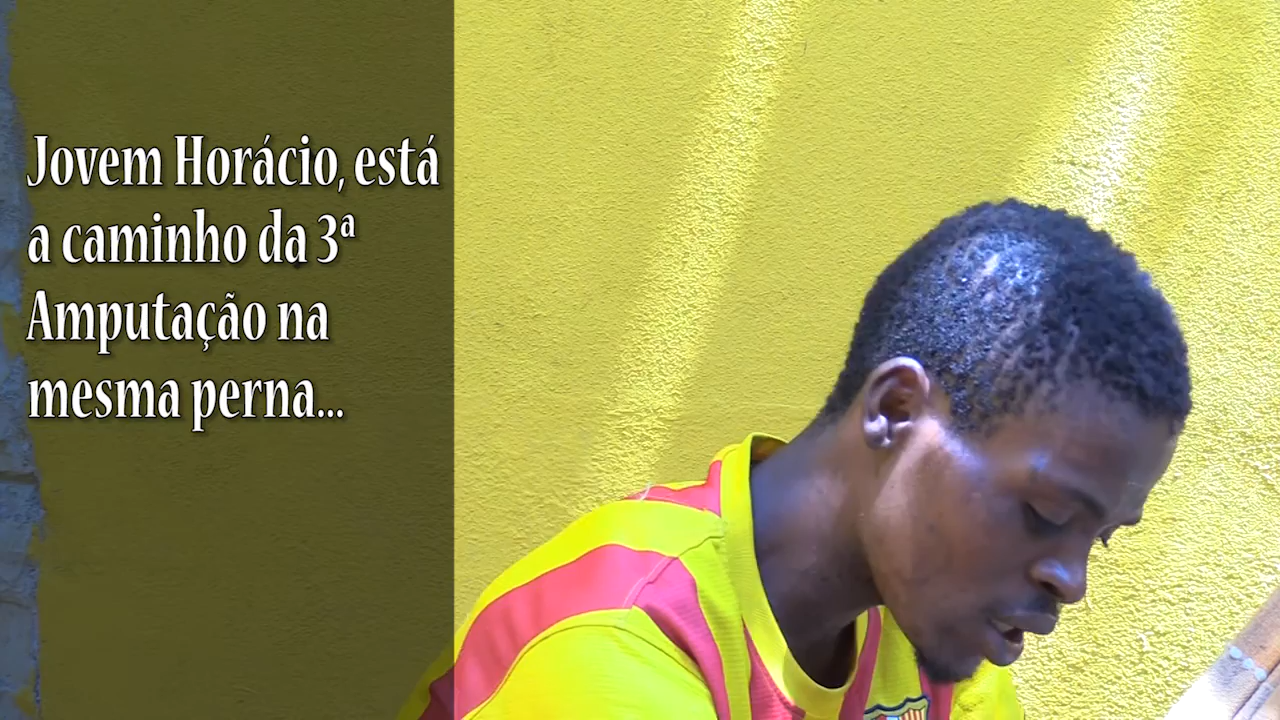 Jovem Horácio, está
a caminho da 3ª
Amputação na
mesma perna...